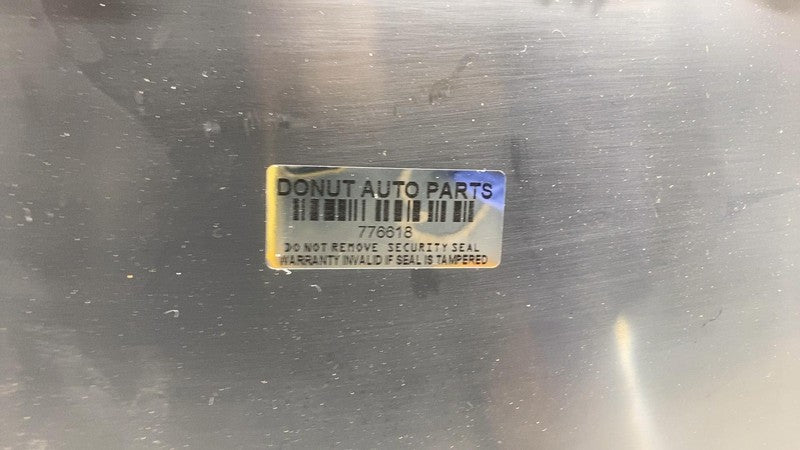 DONUT AUTO PARTS
776618
DO NOT REMOVE SECURITY SEAL
WARRANTY INVALID IF SEAL IS TAMPERED